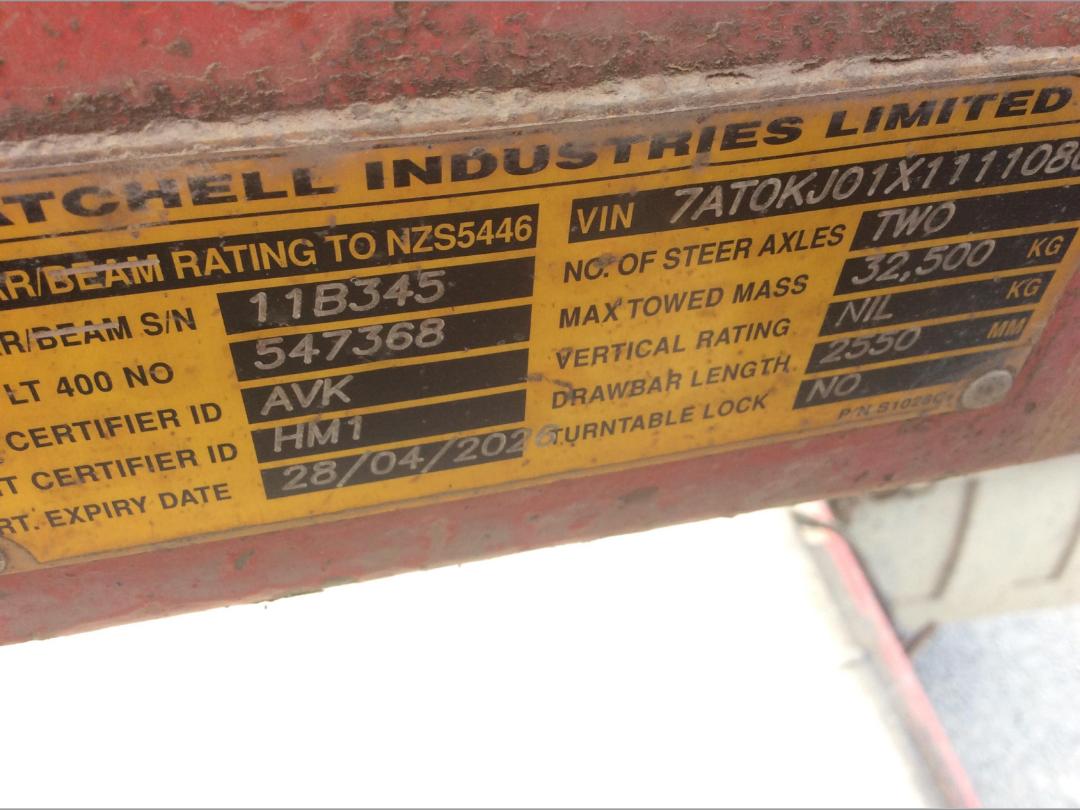 ATCHELL INDUSTRIES LIMITED
AR/BEAM RATING TO NZS5446
AR/BEAM S/N 11B345
LT 400 NO 547368
CERTIFIER ID AVK
T CERTIFIER ID HM1
RT. EXPIRY DATE 28/04/2026
VIN 7AT0KJ01X1111080
NO. OF STEER AXLES TWO
MAX TOWED MASS 32,500 KG
VERTICAL RATING NIL KG
DRAWBAR LENGTH 2550 MM
TURNTABLE LOCK NO